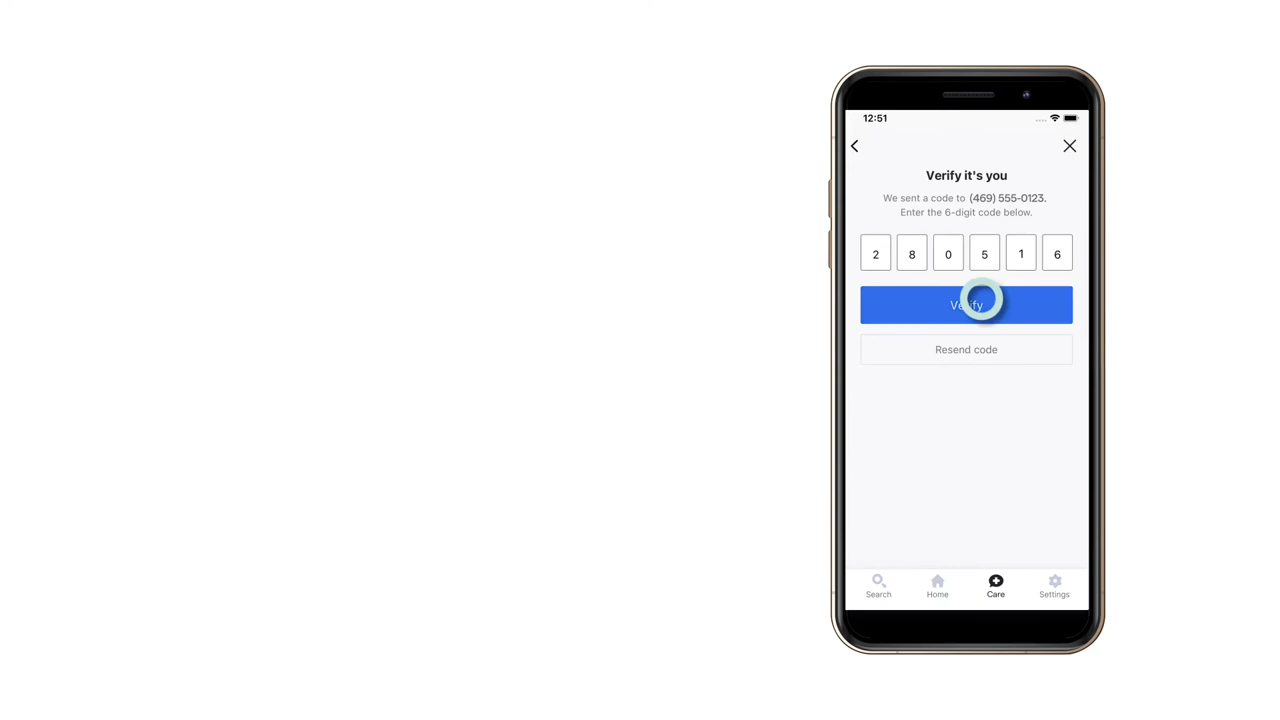 12:51
Verify it's you
We sent a code to (469) 555-0123.
Enter the 6-digit code below.
2 8 0 5 1 6
Verify
Resend code
Search Home Care Settings